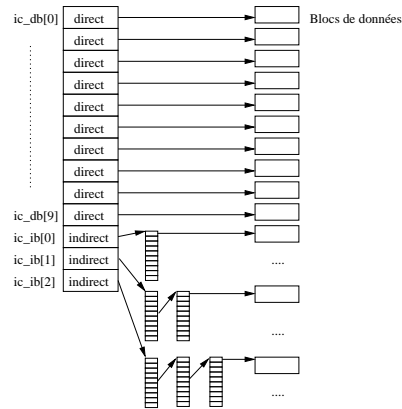 ic_db[0] direct Blocs de données
direct
direct
direct
direct
direct
direct
direct
direct
ic_db[9] direct
ic_ib[0] indirect
ic_ib[1] indirect ....
ic_ib[2] indirect
....
....